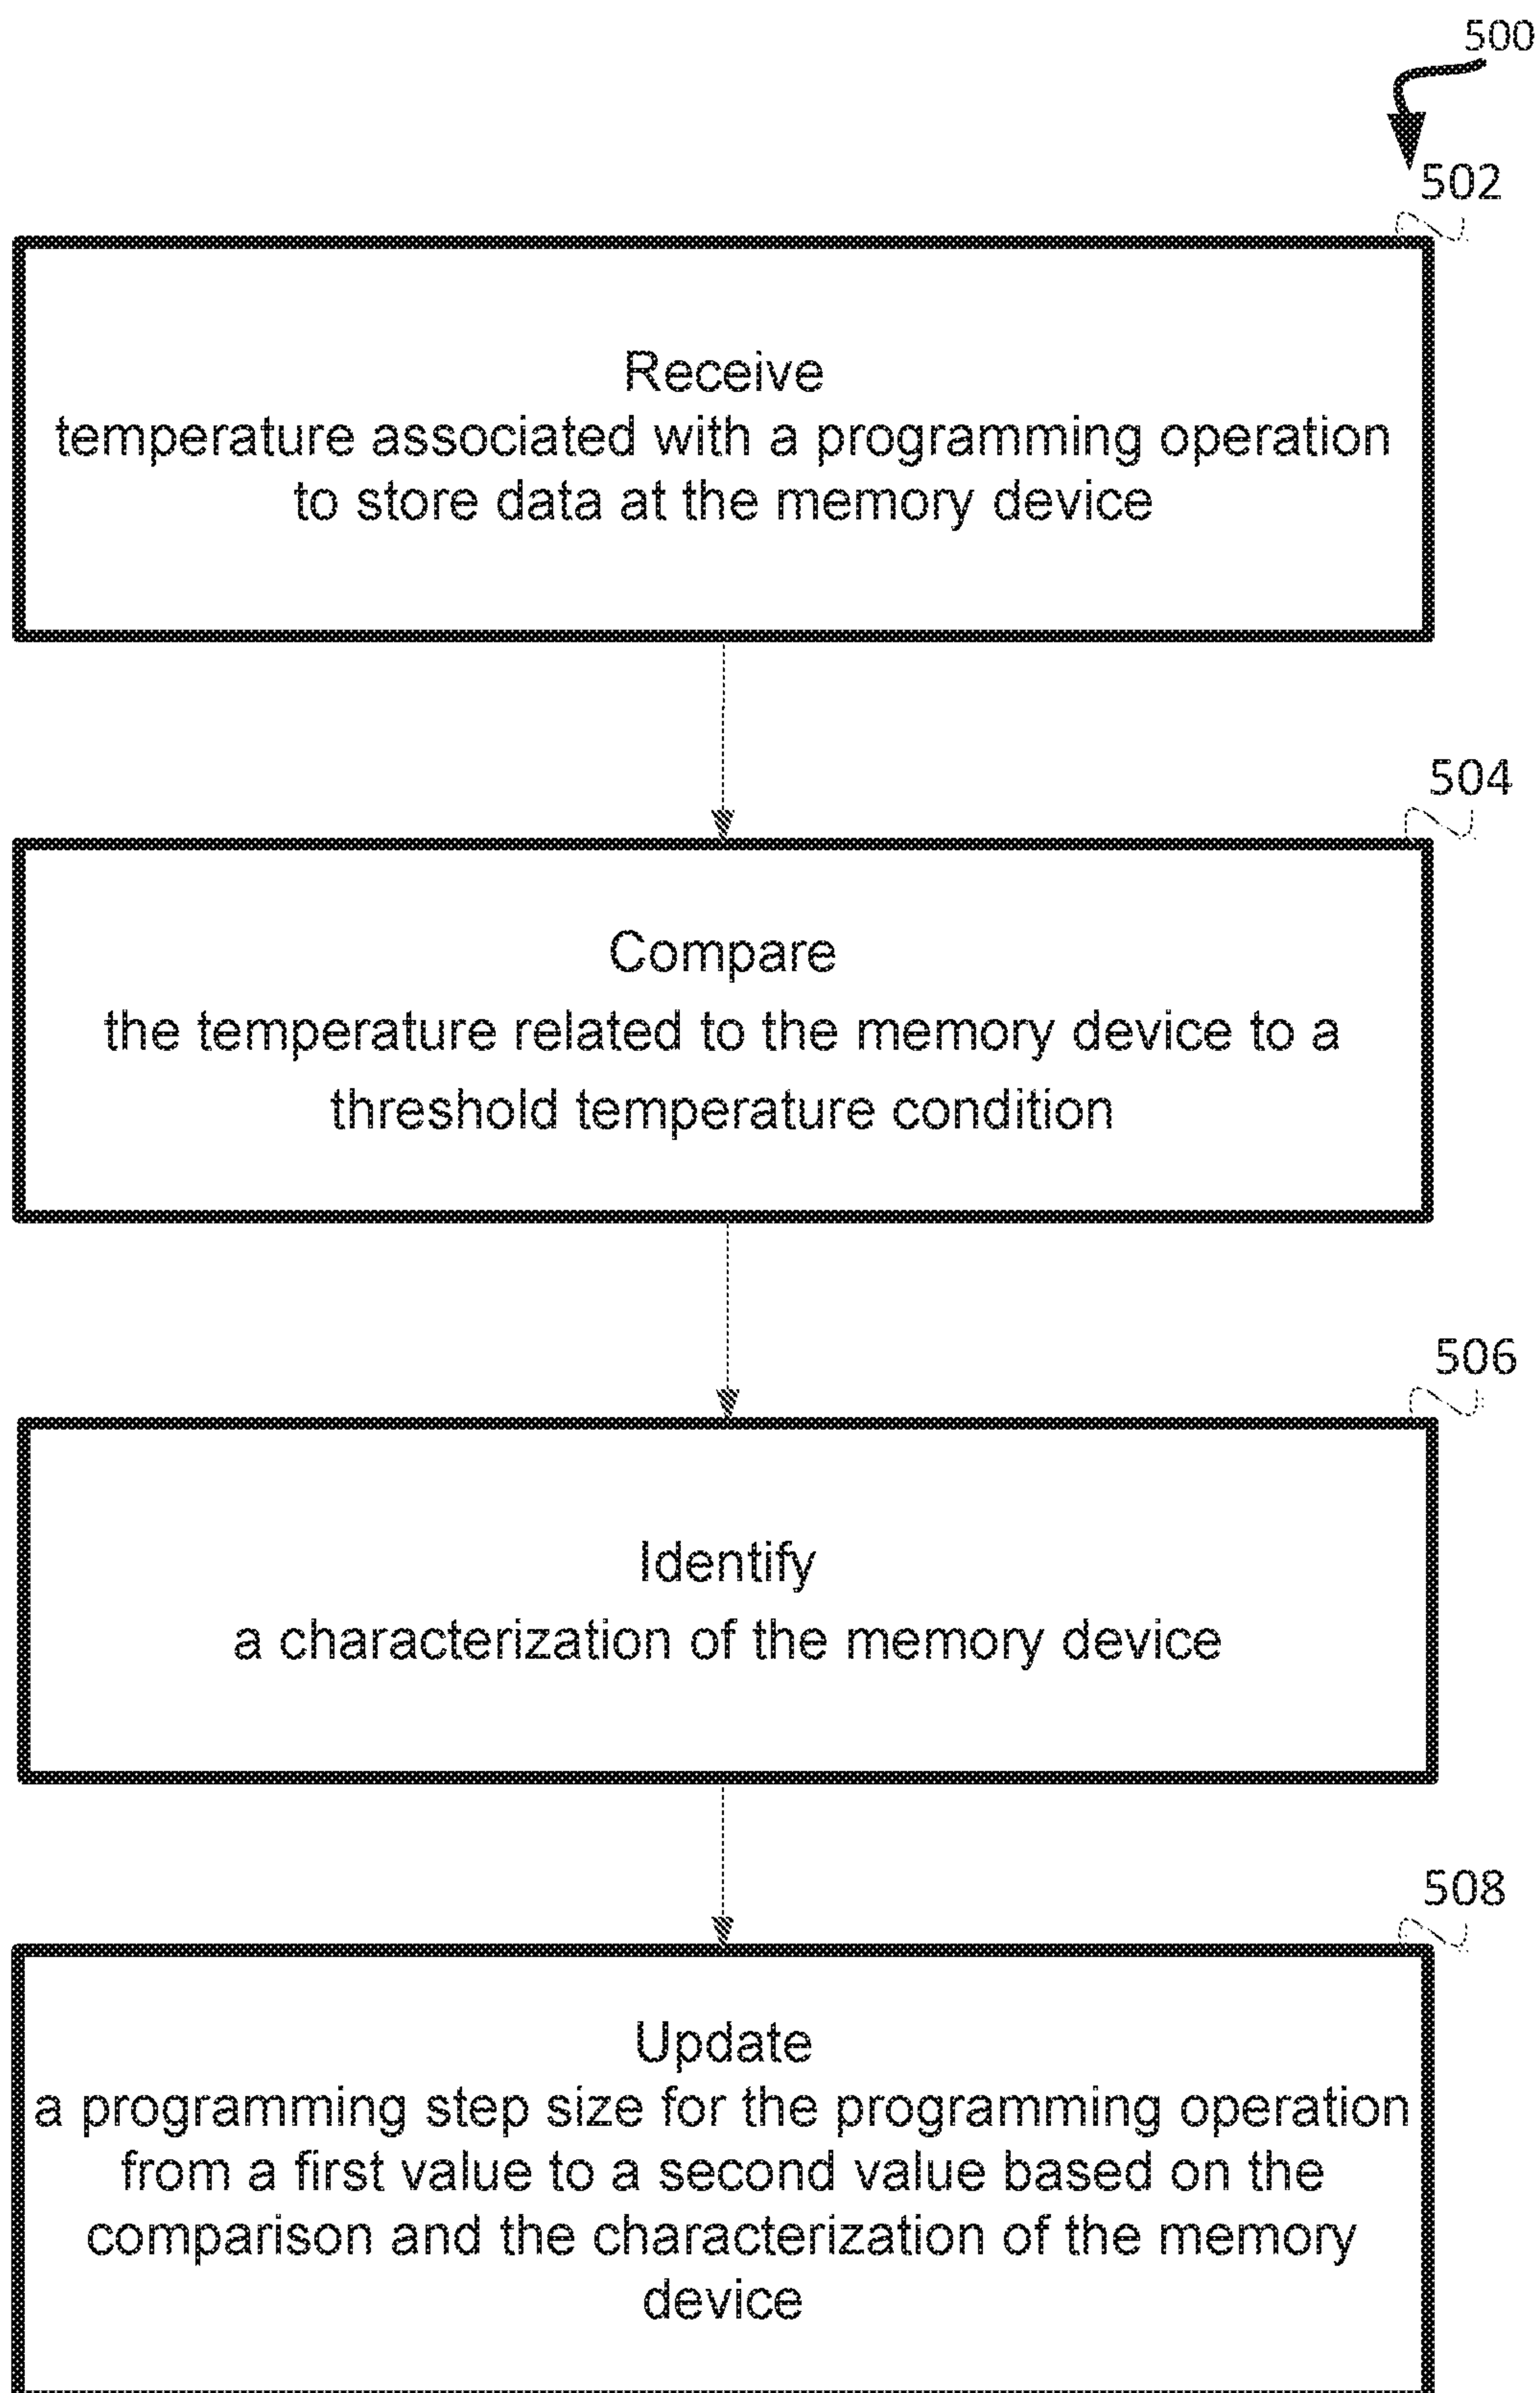 500
502
Receive
temperature associated with a programming operation
to store data at the memory device
504
Compare
the temperature related to the memory device to a
threshold temperature condition
506
Identify
a characterization of the memory device
508
Update
a programming step size for the programming operation
from a first value to a second value based on the
comparison and the characterization of the memory
device